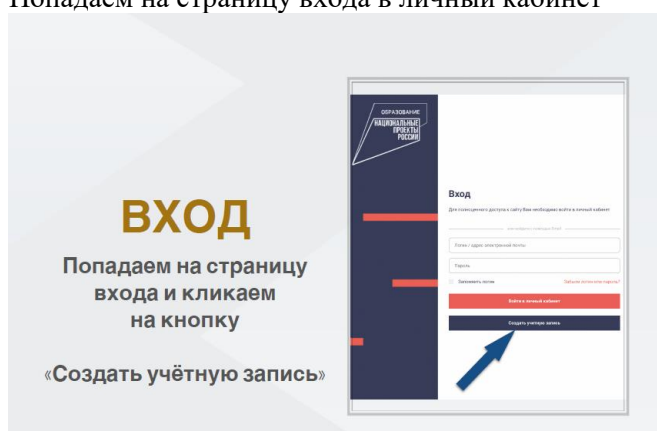 Попадаем на страницу входа в личный кабинет
ОБРАЗОВАНИЕ
НАЦИОНАЛЬНЫЕ
ПРОЕКТЫ
РОССИИ
ВХОД
Попадаем на страницу
входа и кликаем
на кнопку
«Создать учётную запись»
Вход
Для полноценного доступа к сайту Вам необходимо войти в личный кабинет
Логин / адрес электронной почты
Пароль
Запомнить логин
Забыли логин или пароль?
Войти в личный кабинет
Создать учетную запись